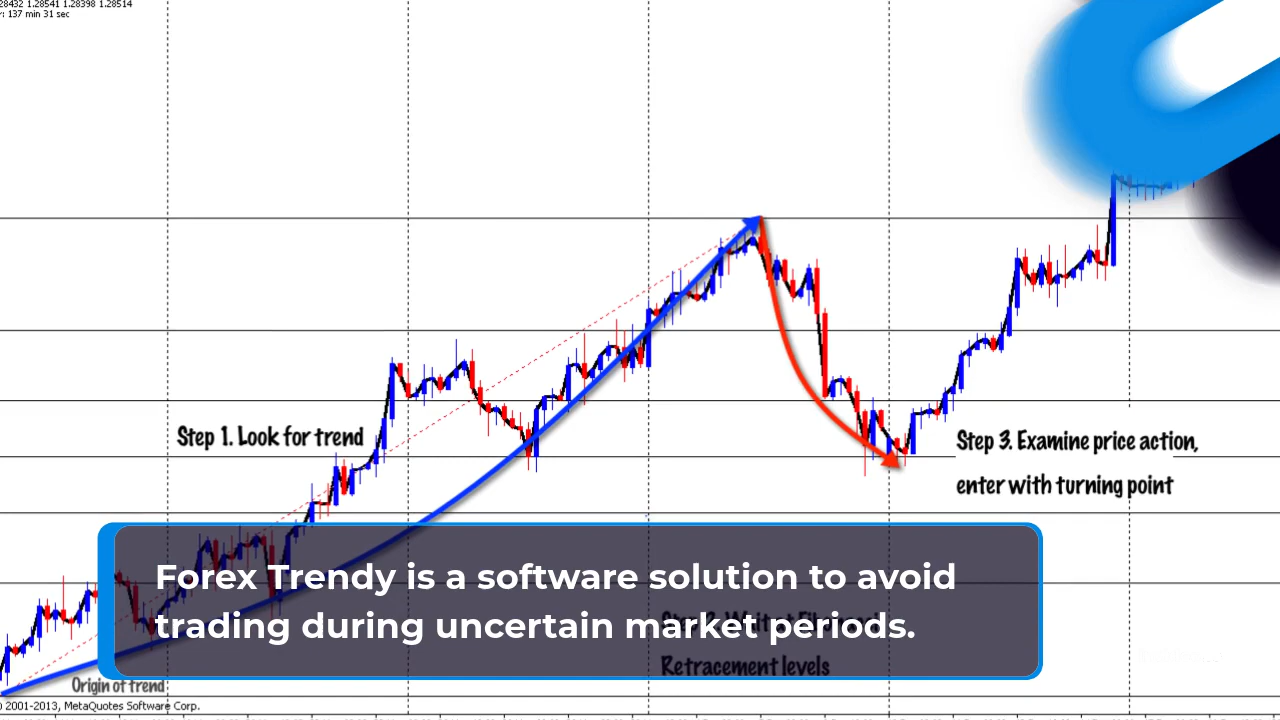 28432 1.28541 1.28398 1.28514
: 137 min 31 sec
Step 1. Look for trend
Step 3. Examine price action,
enter with turning point
Forex Trendy is a software solution to avoid
trading during uncertain market periods.
Retracement levels
Origin of trend
2001-2013, MetaQuotes Software Corp.